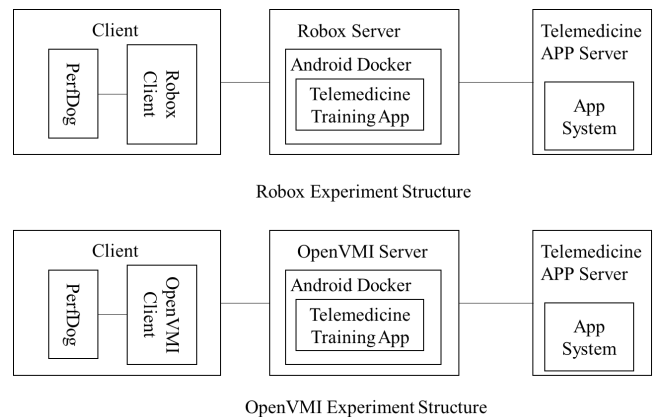 Client
PerfDog
Robox
Client
Robox Server
Android Docker
Telemedicine
Training App
Telemedicine
APP Server
App
System
Robox Experiment Structure
Client
PerfDog
OpenVMI
Client
OpenVMI Server
Android Docker
Telemedicine
Training App
Telemedicine
APP Server
App
System
OpenVMI Experiment Structure